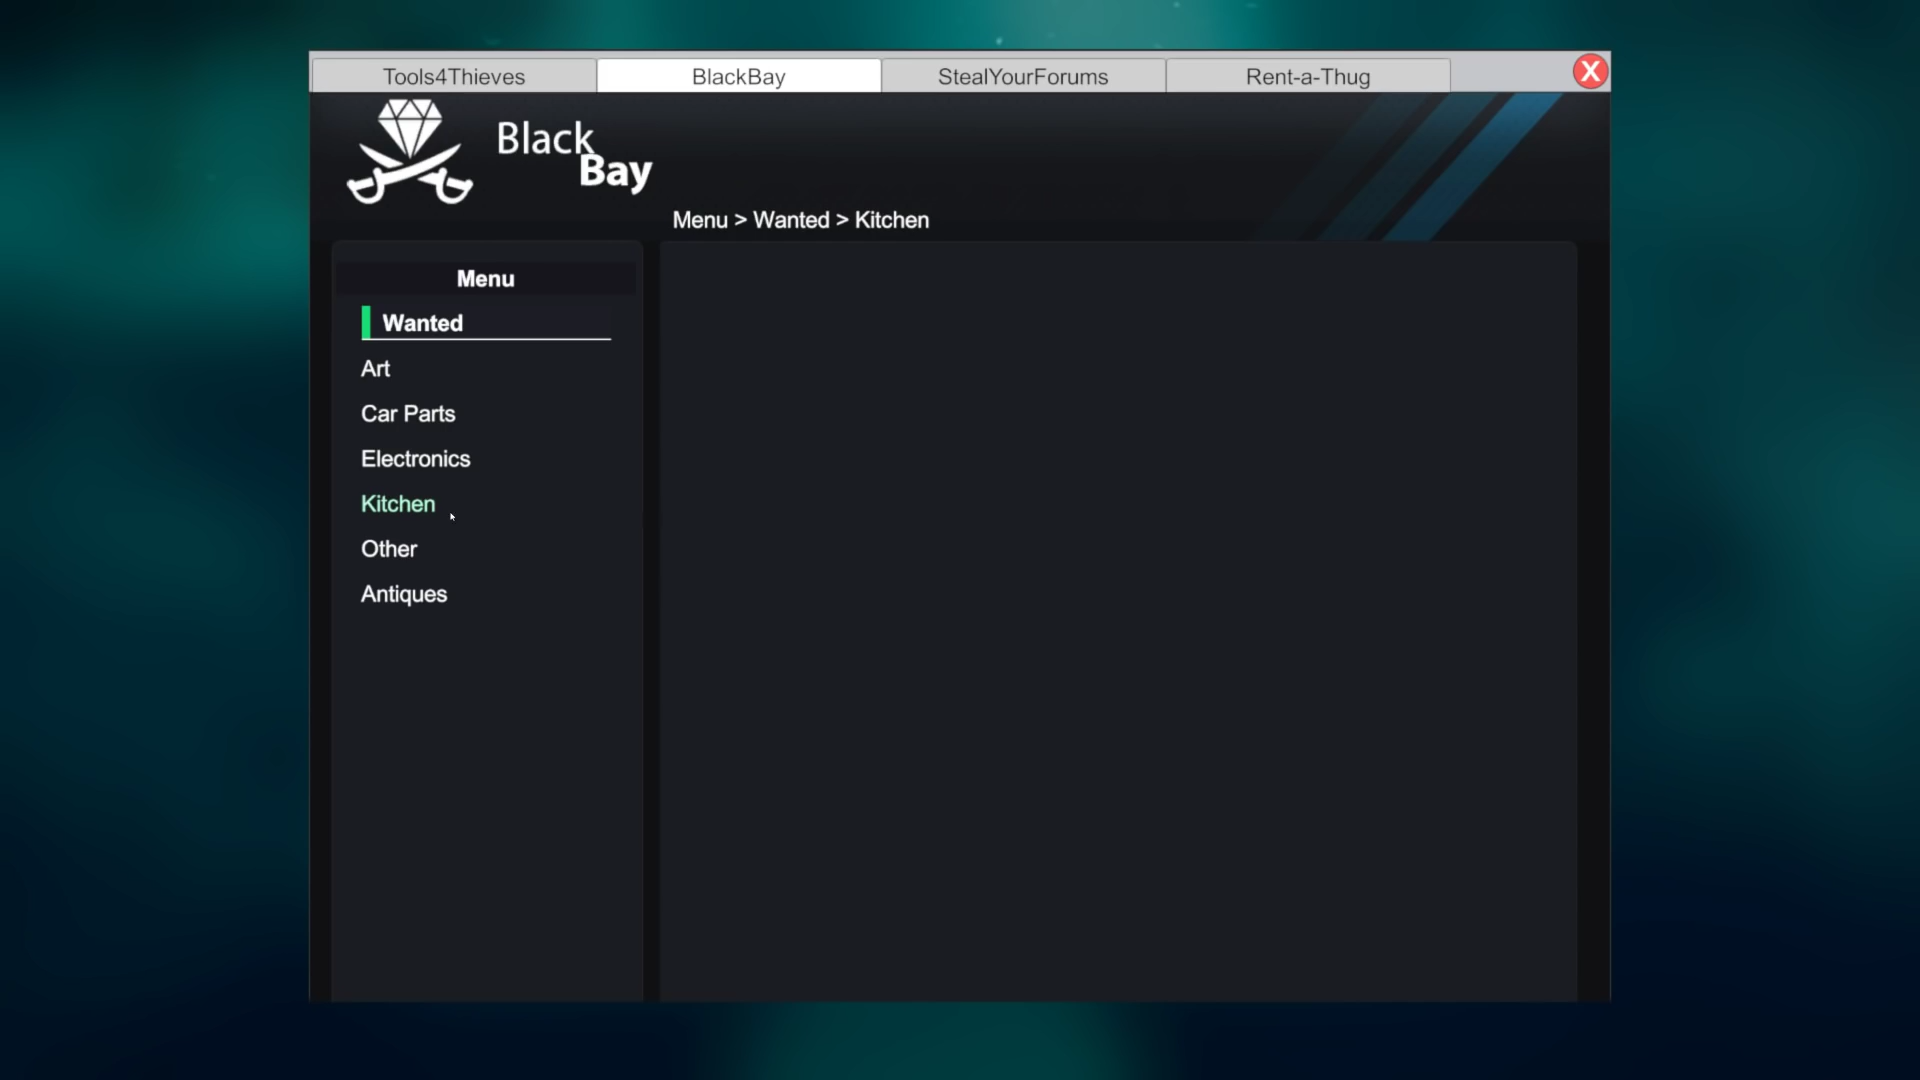 Tools4Thieves
BlackBay
StealYourForums
Rent-a-Thug
X
Black
Bay
Menu > Wanted > Kitchen
Menu
Wanted
Art
Car Parts
Electronics
Kitchen
Other
Antiques